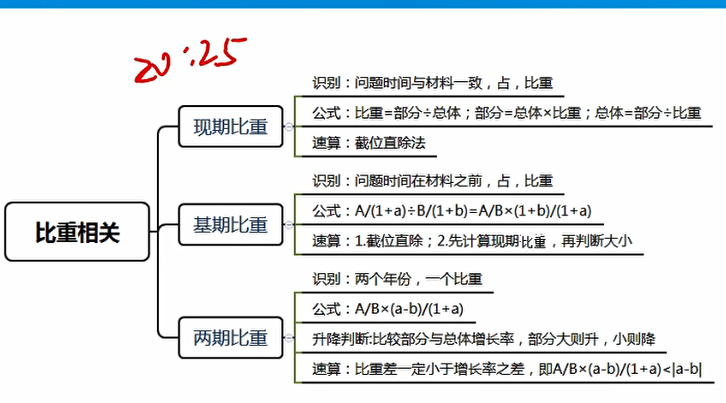 20:25
识别：问题时间与材料一致，占，比重
现期比重
公式：比重=部分÷总体；部分=总体×比重；总体=部分÷比重
速算：截位直除法
识别：问题时间在材料之前，占，比重
比重相关
基期比重
公式：A/(1+a)÷B/(1+b)=A/B×(1+b)/(1+a)
速算：1.截位直除；2.先计算现期比重，再判断大小
识别：两个年份，一个比重
公式：A/B×(a-b)/(1+a)
两期比重
升降判断:比较部分与总体增长率，部分大则升，小则降
速算：比重差一定小于增长率之差，即A/B×(a-b)/(1+a)<|a-b|